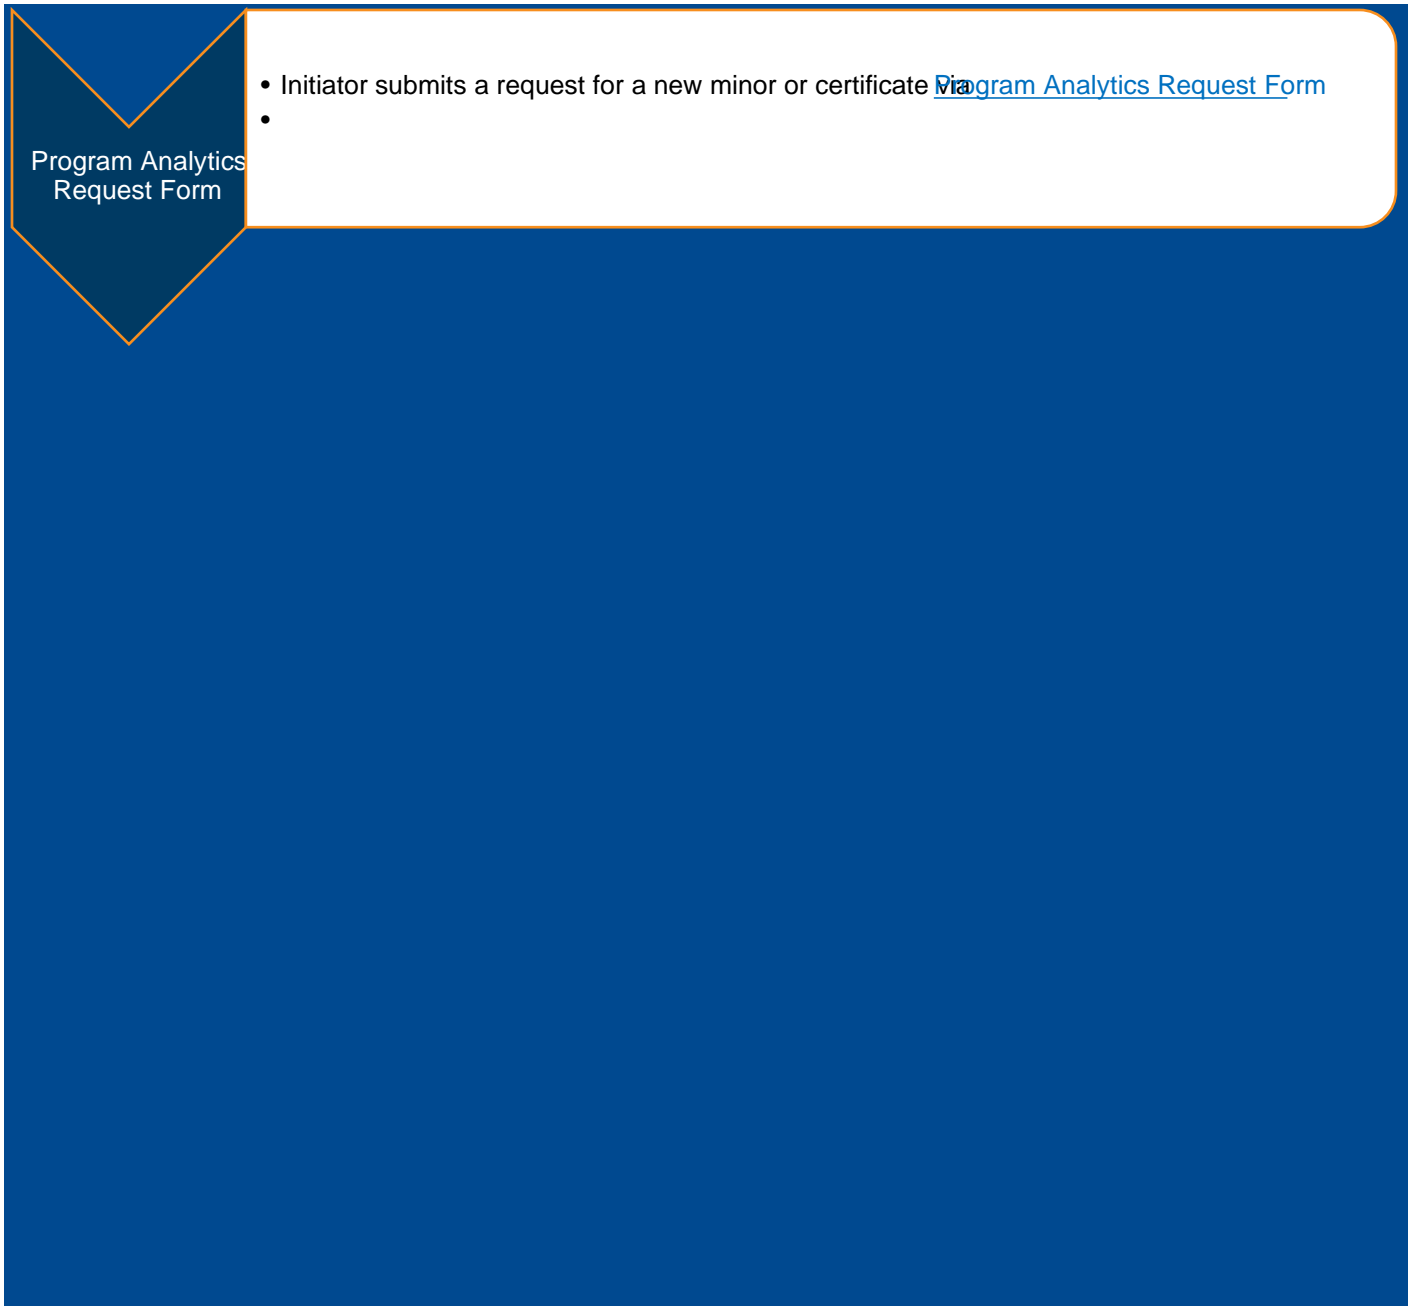 Program Analytics
Request Form
• Initiator submits a request for a new minor or certificate via Program Analytics Request Form
•